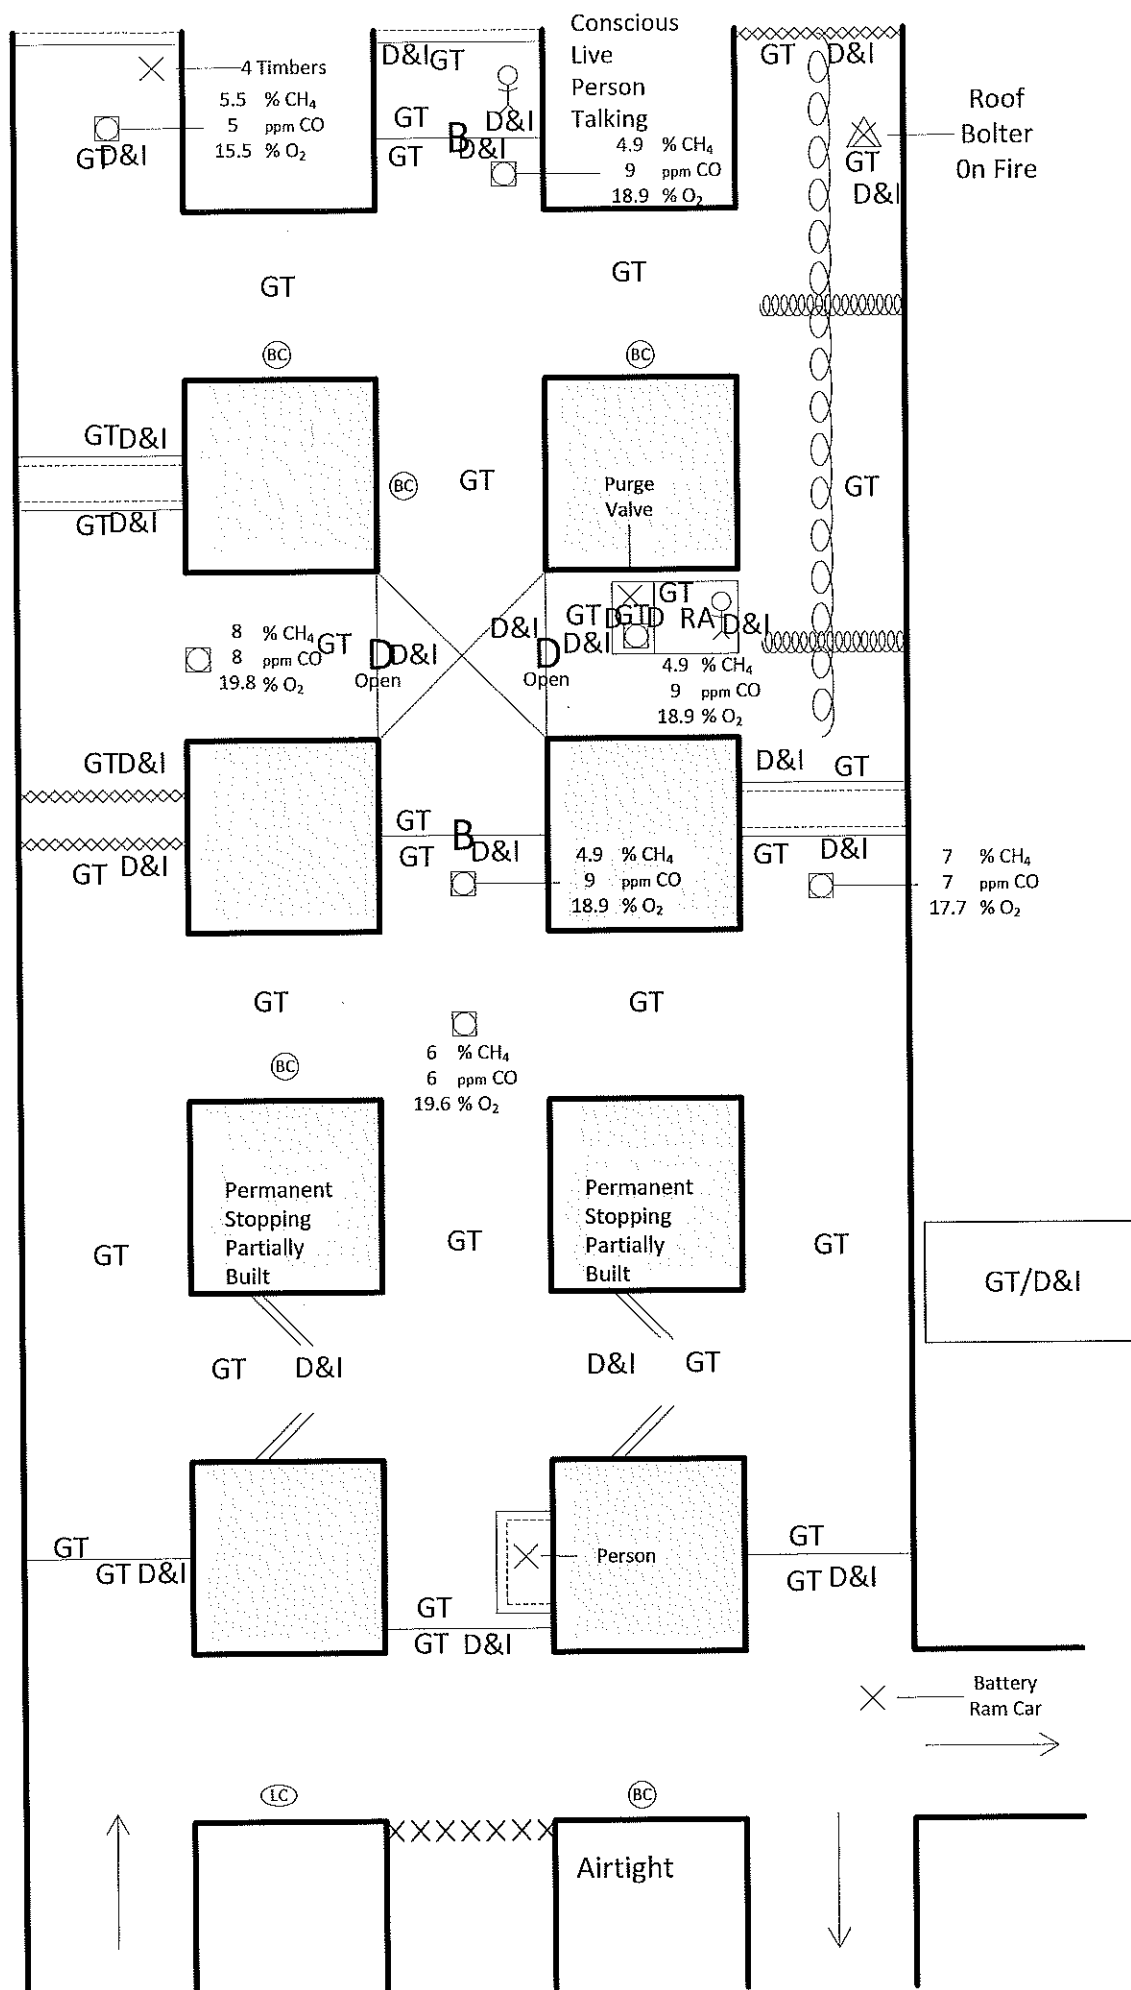 Conscious
Live
Person
Talking
D&I GT
GT D&I
4 Timbers
5.5 % CH₄
5 ppm CO
15.5 % O₂
GT D&I
GT B D&I
GT D&I
4.9 % CH₄
9 ppm CO
18.9 % O₂
Roof
Bolter
0n Fire
GT
D&I
GT
GT
BC
BC
GT D&I
BC
GT
Purge
Valve
GT
GT D&I
GT
GT D GT D RA D&I
D&I
8 % CH₄
8 ppm CO
19.8 % O₂
GT D D&I
Open
D&I D
Open
4.9 % CH₄
9 ppm CO
18.9 % O₂
GT D&I
D&I GT
GT B
GT D&I
GT D&I
GT D&I
4.9 % CH₄
9 ppm CO
18.9 % O₂
7 % CH₄
7 ppm CO
17.7 % O₂
GT
GT
6 % CH₄
6 ppm CO
19.6 % O₂
BC
Permanent
Stopping
Partially
Built
Permanent
Stopping
Partially
Built
GT
GT
GT
GT/D&I
GT D&I
D&I GT
GT
GT D&I
Person
GT
GT D&I
GT
GT D&I
Battery
Ram Car
LC
BC
Airtight